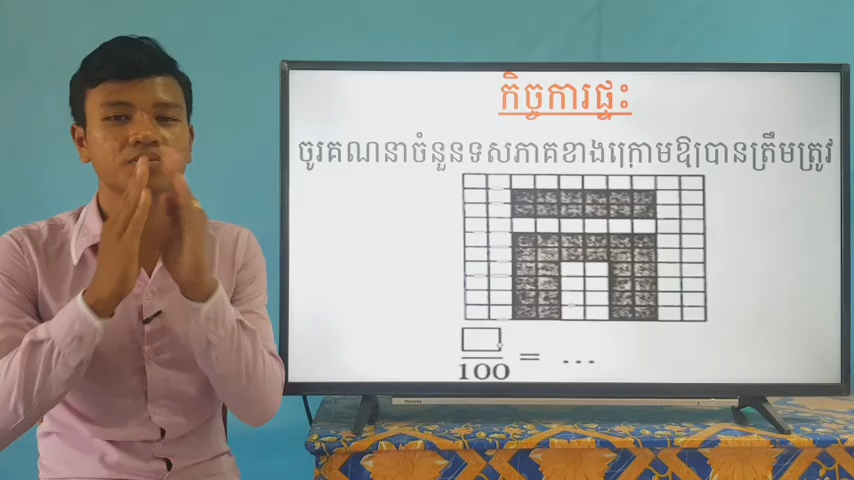 កិច្ចការផ្ទះ
ចូរគណនាចំនួនទសភាគខាងក្រោមឱ្យបានត្រឹមត្រូវ
100
= ...